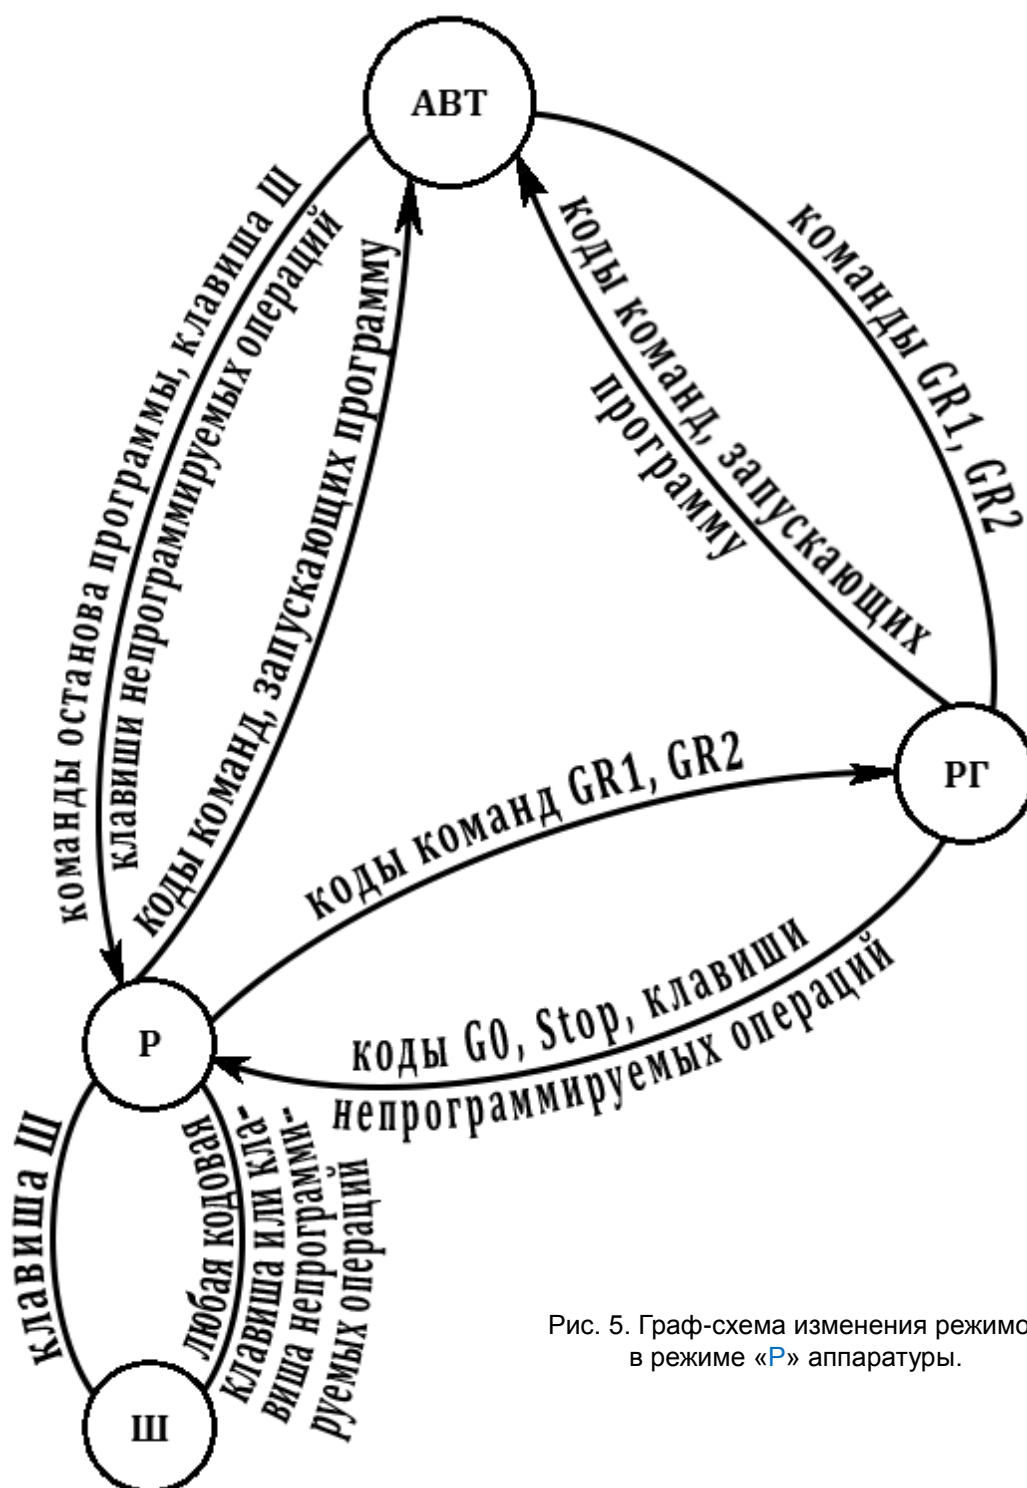 АВТ
команды останова программы, клавиша Ш
клавиши непрограммируемых операций
коды команд, запускающих программу
коды команд, запускающих
программу
команды GR1, GR2
РГ
коды команд GR1, GR2
Р
коды G0, Stop, клавиши
непрограммируемых операций
клавиша Ш
любая кодовая
клавиша или кла-
виша непрограмми-
руемых операций
Ш
Рис. 5. Граф-схема изменения режимо
в режиме «Р» аппаратуры.